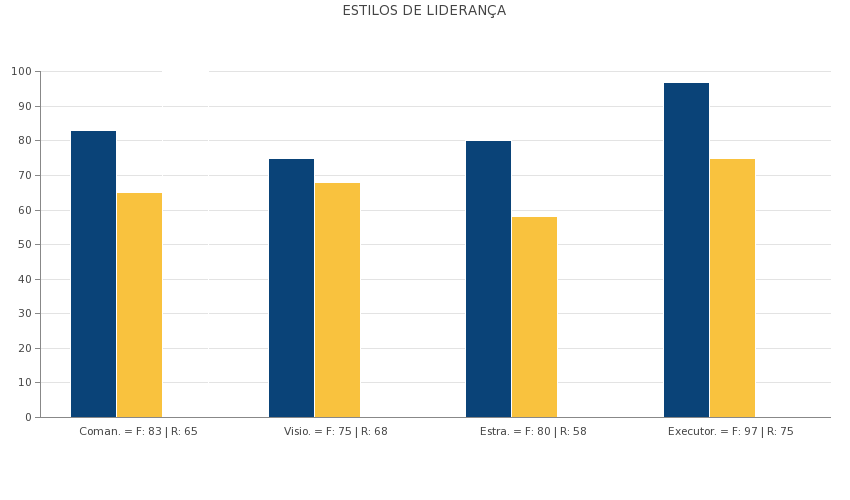 ESTILOS DE LIDERANÇA
100
90
80
70
60
50
40
30
20
10
0
Coman. = F: 83 | R: 65
Visio. = F: 75 | R: 68
Estra. = F: 80 | R: 58
Executor. = F: 97 | R: 75